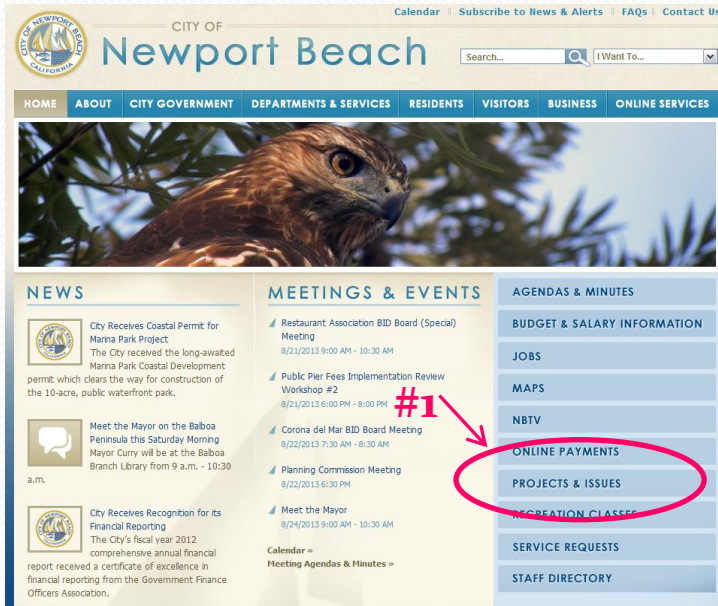 Calendar Subscribe to News & Alerts FAQs Contact Us
CITY OF NEWPORT BEACH
CALIFORNIA
CITY OF
Newport Beach
Search...
I Want To...
HOME ABOUT CITY GOVERNMENT DEPARTMENTS & SERVICES RESIDENTS VISITORS BUSINESS ONLINE SERVICES
NEWS
City Receives Coastal Permit for
Marina Park Project
The City received the long-awaited
Marina Park Coastal Development
permit which clears the way for construction of
the 10-acre, public waterfront park.
Meet the Mayor on the Balboa
Peninsula this Saturday Morning
Mayor Curry will be at the Balboa
Branch Library from 9 a.m. - 10:30
a.m.
City Receives Recognition for its
Financial Reporting
The City's fiscal year 2012
comprehensive annual financial
report received a certificate of excellence in
financial reporting from the Government Finance
Officers Association.
MEETINGS & EVENTS
Restaurant Association BID Board (Special)
Meeting
8/21/2013 9:00 AM - 10:30 AM
Public Pier Fees Implementation Review
Workshop #2
8/21/2013 6:00 PM - 8:00 PM
#1
Corona del Mar BID Board Meeting
8/22/2013 7:30 AM - 8:30 AM
Planning Commission Meeting
8/22/2013 6:30 PM
Meet the Mayor
8/24/2013 9:00 AM - 10:30 AM
Calendar »
Meeting Agendas & Minutes »
AGENDAS & MINUTES
BUDGET & SALARY INFORMATION
JOBS
MAPS
NBTV
ONLINE PAYMENTS
PROJECTS & ISSUES
RECREATION CLASSES
SERVICE REQUESTS
STAFF DIRECTORY